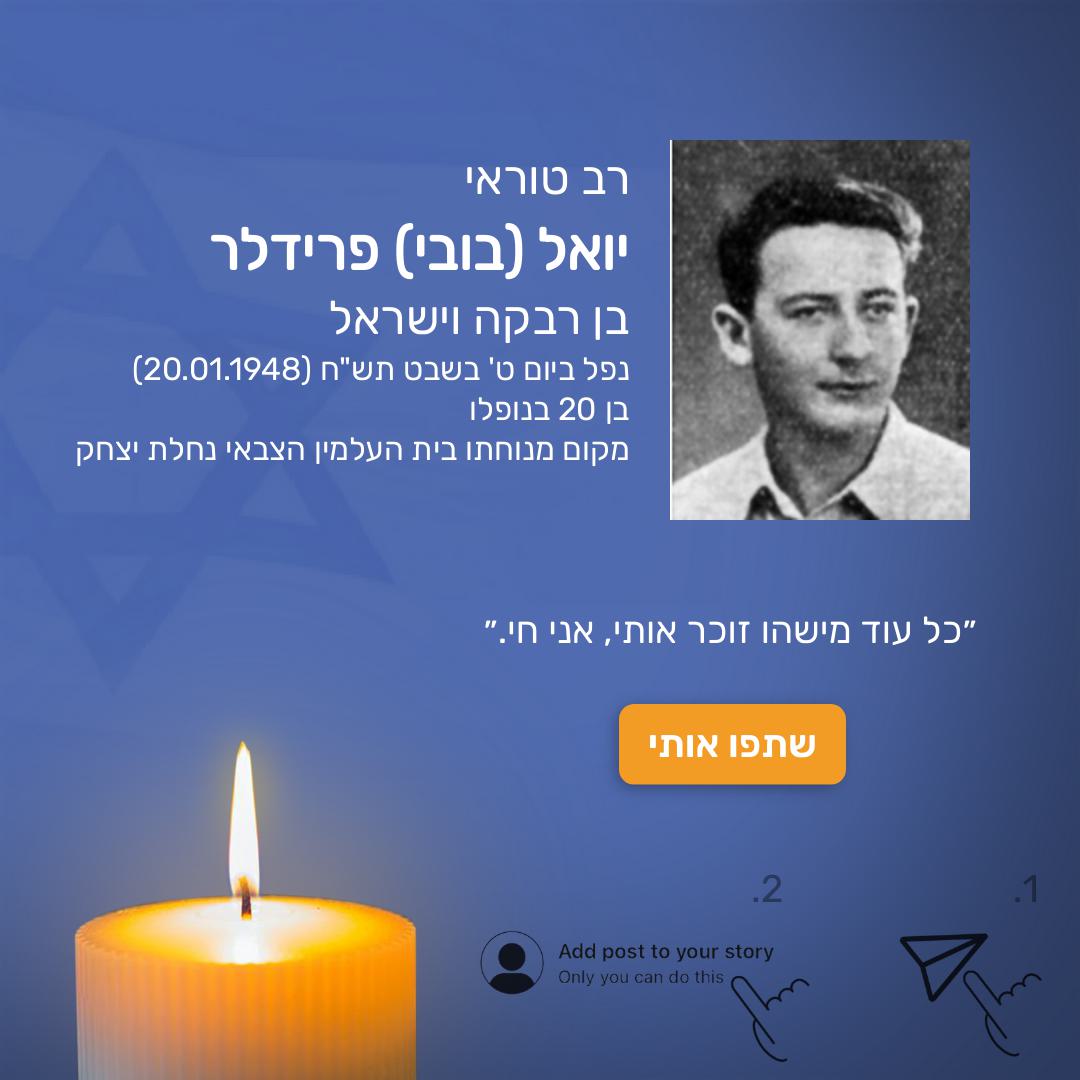 רב טוראי
יואל (בובי) פרידלר
בן רבקה וישראל
נפל ביום ט' בשבט תש"ח (20.01.1948)
בן 20 בנופלו
מקום מנוחתו בית העלמין הצבאי נחלת יצחק
״כל עוד מישהו זוכר אותי, אני חי.״
שתפו אותי
.1
.2
Add post to your story
Only you can do this